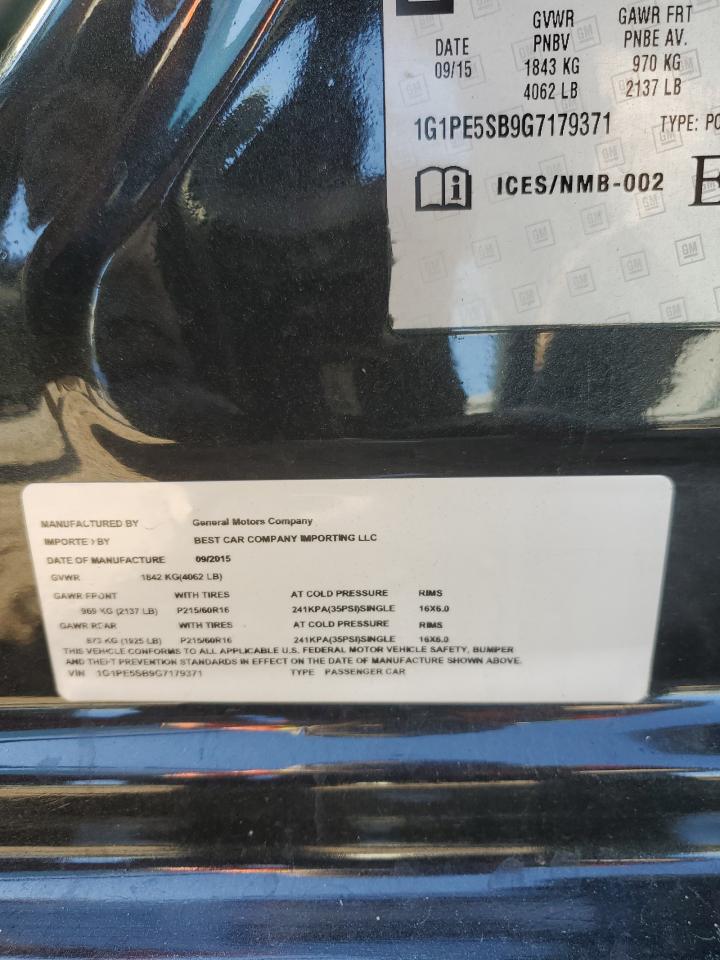 GVWR GAWR FRT
DATE PNBV PNBE AV.
09/15 1843 KG 970 KG
4062 LB 2137 LB
1G1PE5SB9G7179371 TYPE:
ICES/NMB-002
GM
MANUFACTURED BY General Motors Company
IMPORTE BY BEST CAR COMPANY IMPORTING LLC
DATE OF MANUFACTURE 09/2015
GVWR 1842 KG(4062 LB)
GAWR FRONT WITH TIRES AT COLD PRESSURE RIMS
969 KG (2137 LB) P215/60R16 241KPA(35PSI)SINGLE 16X6.0
GAWR REAR WITH TIRES AT COLD PRESSURE RIMS
873 KG (1925 LB) P215/60R16 241KPA(35PSI)SINGLE 16X6.0
THIS VEHICLE CONFORMS TO ALL APPLICABLE U.S. FEDERAL MOTOR VEHICLE SAFETY, BUMPER
AND THEFT PREVENTION STANDARDS IN EFFECT ON THE DATE OF MANUFACTURE SHOWN ABOVE.
VIN 1G1PE5SB9G7179371 TYPE PASSENGER CAR